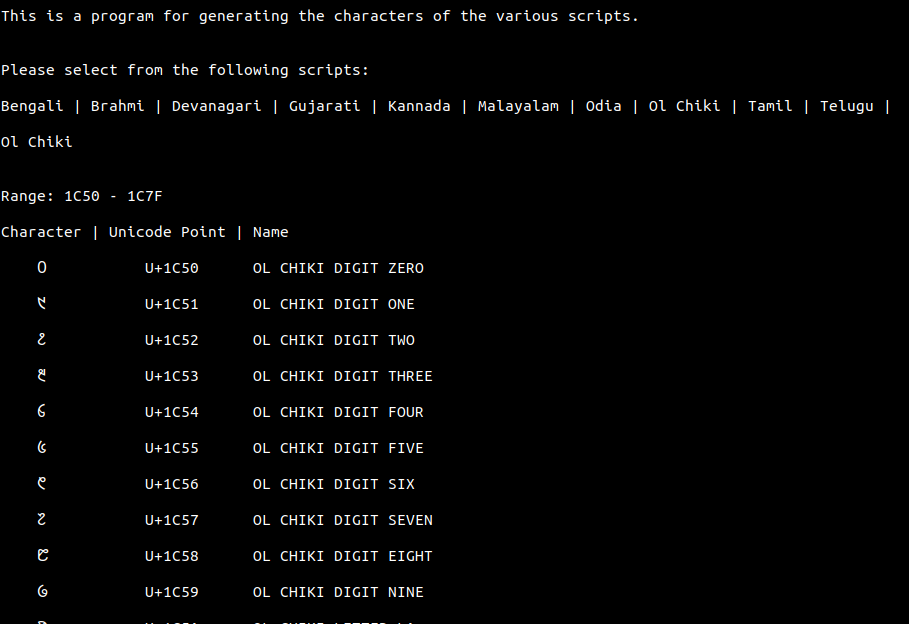 This is a program for generating the characters of the various scripts.
Please select from the following scripts:
Bengali | Brahmi | Devanagari | Gujarati | Kannada | Malayalam | Odia | Ol Chiki | Tamil | Telugu |
Ol Chiki
Range: 1C50 - 1C7F
Character | Unicode Point | Name
᱐ U+1C50 OL CHIKI DIGIT ZERO
᱑ U+1C51 OL CHIKI DIGIT ONE
᱒ U+1C52 OL CHIKI DIGIT TWO
᱓ U+1C53 OL CHIKI DIGIT THREE
᱔ U+1C54 OL CHIKI DIGIT FOUR
᱕ U+1C55 OL CHIKI DIGIT FIVE
᱖ U+1C56 OL CHIKI DIGIT SIX
᱗ U+1C57 OL CHIKI DIGIT SEVEN
᱘ U+1C58 OL CHIKI DIGIT EIGHT
᱙ U+1C59 OL CHIKI DIGIT NINE